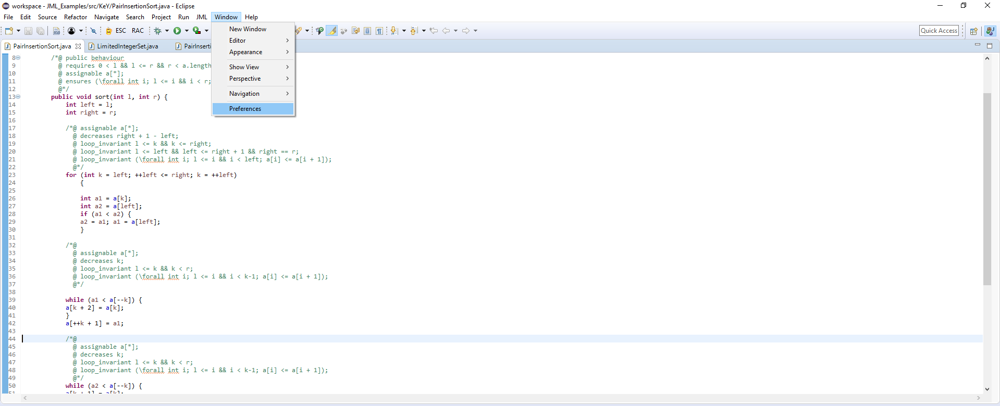 workspace - JML_Examples/src/KeY/PairInsertionSort.java - Eclipse
File Edit Source Refactor Navigate Search Project Run JML Window Help
ESC RAC Quick Access
PairInsertionSort.java LimitedIntegerSet.java PairInserti
New Window
Editor
Appearance
Show View
Perspective
Navigation
Preferences
8 /*@ public behaviour
9 @ requires 0 < l && l <= r && r < a.length
10 @ assignable a[*];
11 @ ensures (\forall int i; l <= i && i < r;
12 @*/
13 public void sort(int l, int r) {
14 int left = l;
15 int right = r;
16
17 /*@ assignable a[*];
18 @ decreases right + 1 - left;
19 @ loop_invariant l <= k && k <= right;
20 @ loop_invariant l <= left && left <= right + 1 && right == r;
21 @ loop_invariant (\forall int i; l <= i && i < left; a[i] <= a[i + 1]);
22 @*/
23 for (int k = left; ++left <= right; k = ++left)
24 {
25
26 int a1 = a[k];
27 int a2 = a[left];
28 if (a1 < a2) {
29 a2 = a1; a1 = a[left];
30 }
31
32 /*@
33 @ assignable a[*];
34 @ decreases k;
35 @ loop_invariant l <= k && k < r;
36 @ loop_invariant (\forall int i; l <= i && i < k-1; a[i] <= a[i + 1]);
37 @*/
38
39 while (a1 < a[--k]) {
40 a[k + 2] = a[k];
41 }
42 a[++k + 1] = a1;
43
44 /*@
45 @ assignable a[*];
46 @ decreases k;
47 @ loop_invariant l <= k && k < r;
48 @ loop_invariant (\forall int i; l <= i && i < k-1; a[i] <= a[i + 1]);
49 @*/
50 while (a2 < a[--k]) {
51 a[k + 1] = a[k];